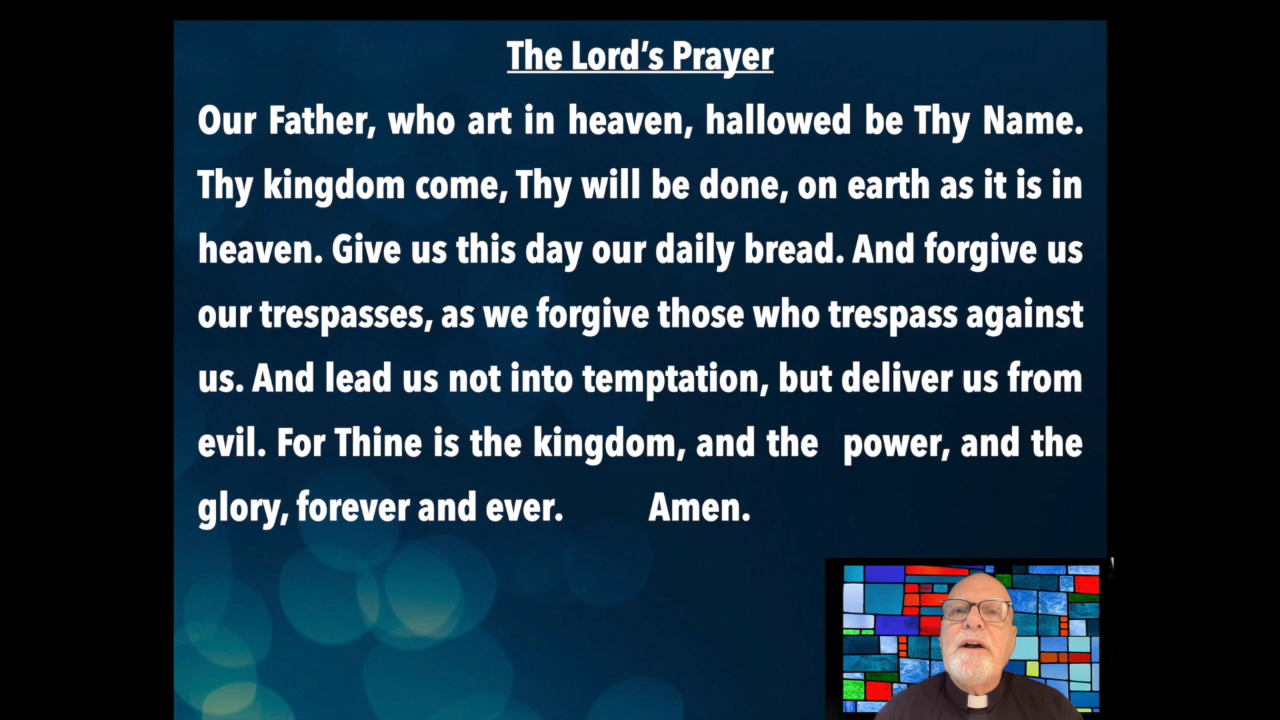 The Lord’s Prayer
Our Father, who art in heaven, hallowed be Thy Name.
Thy kingdom come, Thy will be done, on earth as it is in
heaven. Give us this day our daily bread. And forgive us
our trespasses, as we forgive those who trespass against
us. And lead us not into temptation, but deliver us from
evil. For Thine is the kingdom, and the power, and the
glory, forever and ever. Amen.